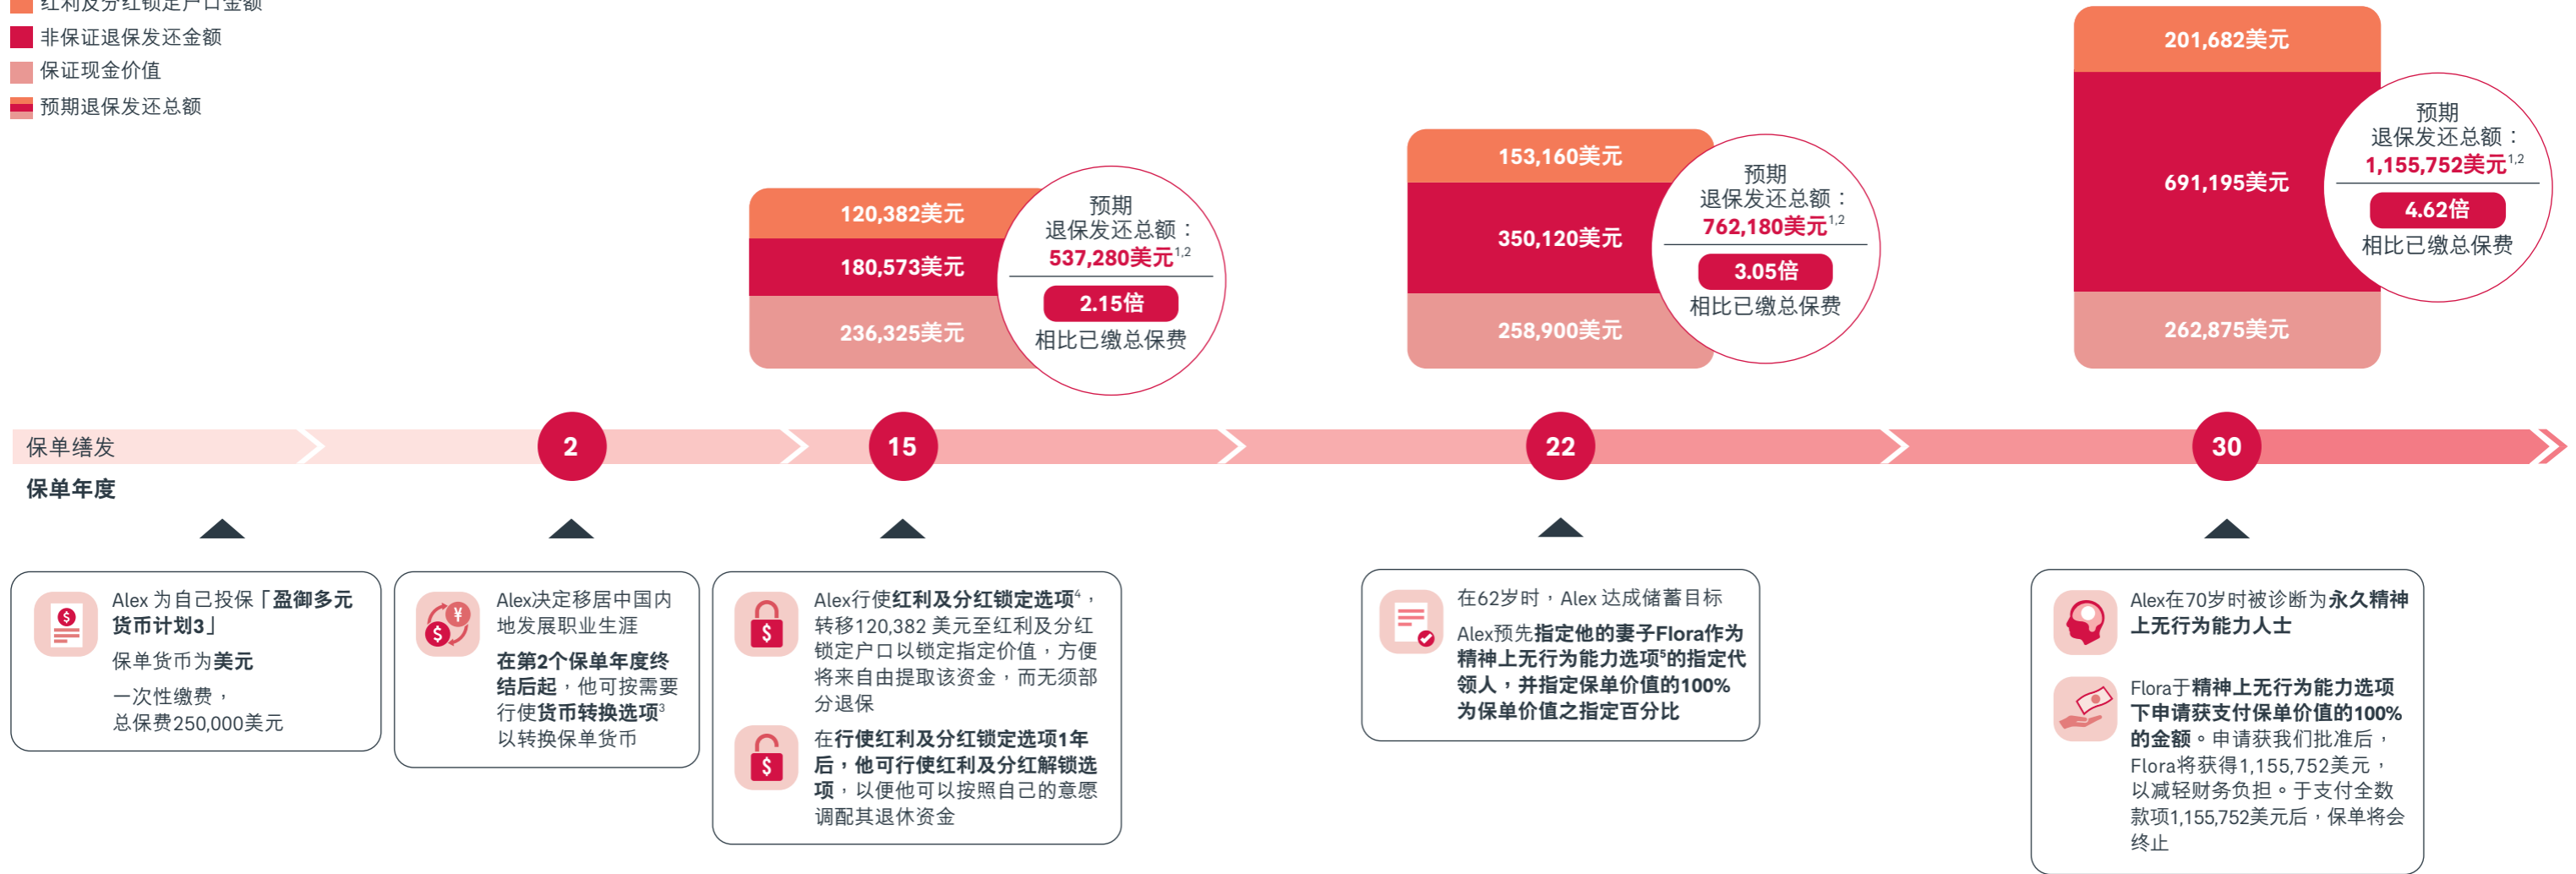 红利及分红锁定户口金额
非保证退保发还金额
保证现金价值
预期退保发还总额
120,382美元
180,573美元
236,325美元
预期
退保发还总额：
537,280美元1,2
2.15倍
相比已缴总保费
153,160美元
350,120美元
258,900美元
预期
退保发还总额：
762,180美元1,2
3.05倍
相比已缴总保费
201,682美元
691,195美元
262,875美元
预期
退保发还总额：
1,155,752美元1,2
4.62倍
相比已缴总保费
保单缮发
2
15
22
30
保单年度
Alex 为自己投保「盈御多元
货币计划3」
保单货币为美元
一次性缴费，
总保费250,000美元
Alex决定移居中国内
地发展职业生涯
在第2个保单年度终
结后起，他可按需要
行使货币转换选项3
以转换保单货币
Alex行使红利及分红锁定选项4，
转移120,382 美元至红利及分红
锁定户口以锁定指定价值，方便
将来自由提取该资金，而无须部
分退保
在行使红利及分红锁定选项1年
后，他可行使红利及分红解锁选
项，以便他可以按照自己的意愿
调配其退休资金
在62岁时，Alex 达成储蓄目标
Alex预先指定他的妻子Flora作为
精神上无行为能力选项5的指定代
领人，并指定保单价值的100%
为保单价值之指定百分比
Alex在70岁时被诊断为永久精神
上无行为能力人士
Flora于精神上无行为能力选项
下申请获支付保单价值的100%
的金额。申请获我们批准后，
Flora将获得1,155,752美元，
以减轻财务负担。于支付全数
款项1,155,752美元后，保单将会
终止